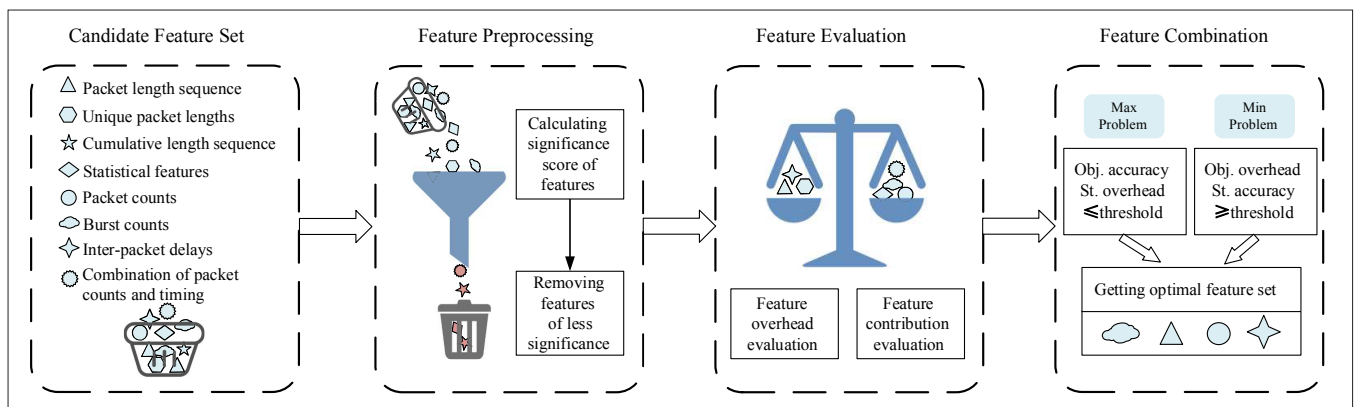 Candidate Feature Set
Packet length sequence
Unique packet lengths
Cumulative length sequence
Statistical features
Packet counts
Burst counts
Inter-packet delays
Combination of packet
counts and timing
Feature Preprocessing
Calculating
significance
score of
features
Removing
features
of less
significance
Feature Evaluation
Feature
overhead
evaluation
Feature
contribution
evaluation
Feature Combination
Max
Problem
Obj. accuracy
St. overhead
⩽threshold
Min
Problem
Obj. overhead
St. accuracy
⩾threshold
Getting optimal feature set